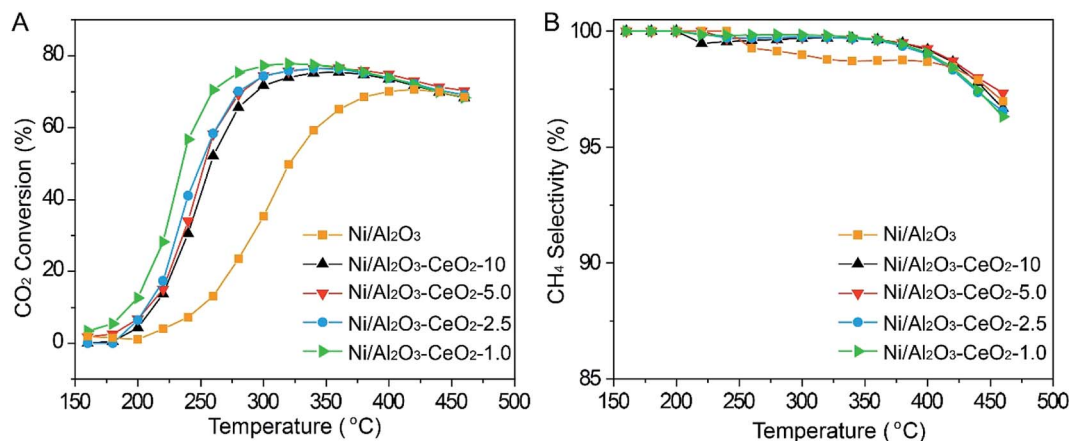 A
CO₂ Conversion (%)
80
60
40
20
0
Ni/Al₂O₃
Ni/Al₂O₃-CeO₂-10
Ni/Al₂O₃-CeO₂-5.0
Ni/Al₂O₃-CeO₂-2.5
Ni/Al₂O₃-CeO₂-1.0
150 200 250 300 350 400 450 500
Temperature ( °C)
B
CH₄ Selectivity (%)
100
95
90
85
Ni/Al₂O₃
Ni/Al₂O₃-CeO₂-10
Ni/Al₂O₃-CeO₂-5.0
Ni/Al₂O₃-CeO₂-2.5
Ni/Al₂O₃-CeO₂-1.0
150 200 250 300 350 400 450 500
Temperature ( °C)